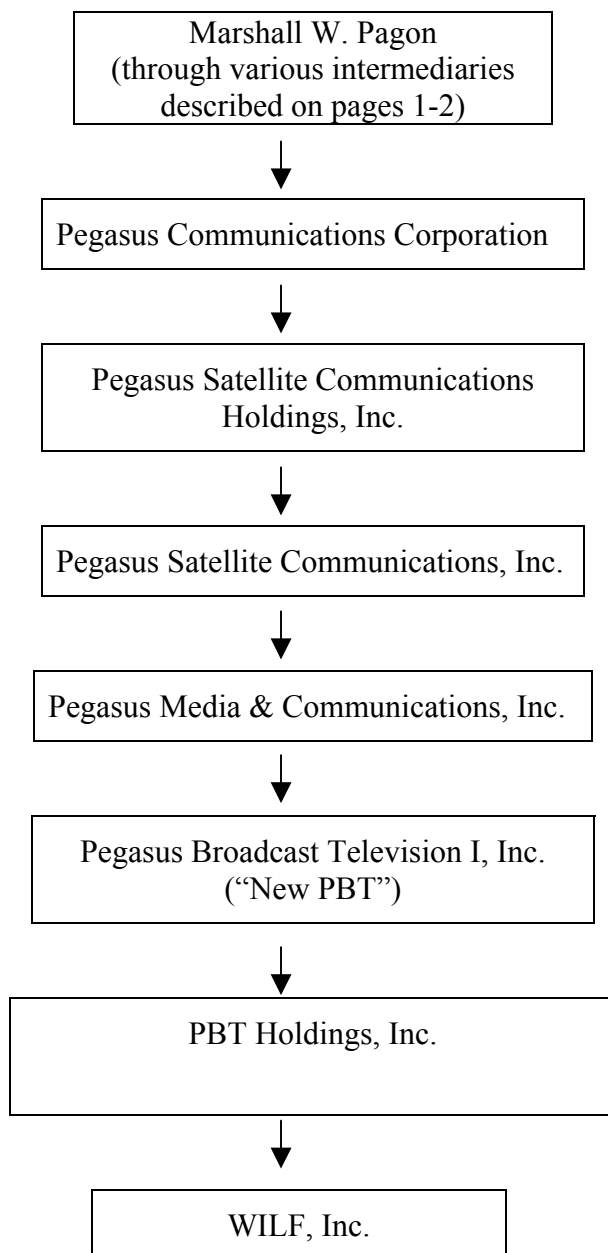 Marshall W. Pagon
(through various intermediaries
described on pages 1-2)
Pegasus Communications Corporation
Pegasus Satellite Communications
Holdings, Inc.
Pegasus Satellite Communications, Inc.
Pegasus Media & Communications, Inc.
Pegasus Broadcast Television I, Inc.
(“New PBT”)
PBT Holdings, Inc.
WILF, Inc.